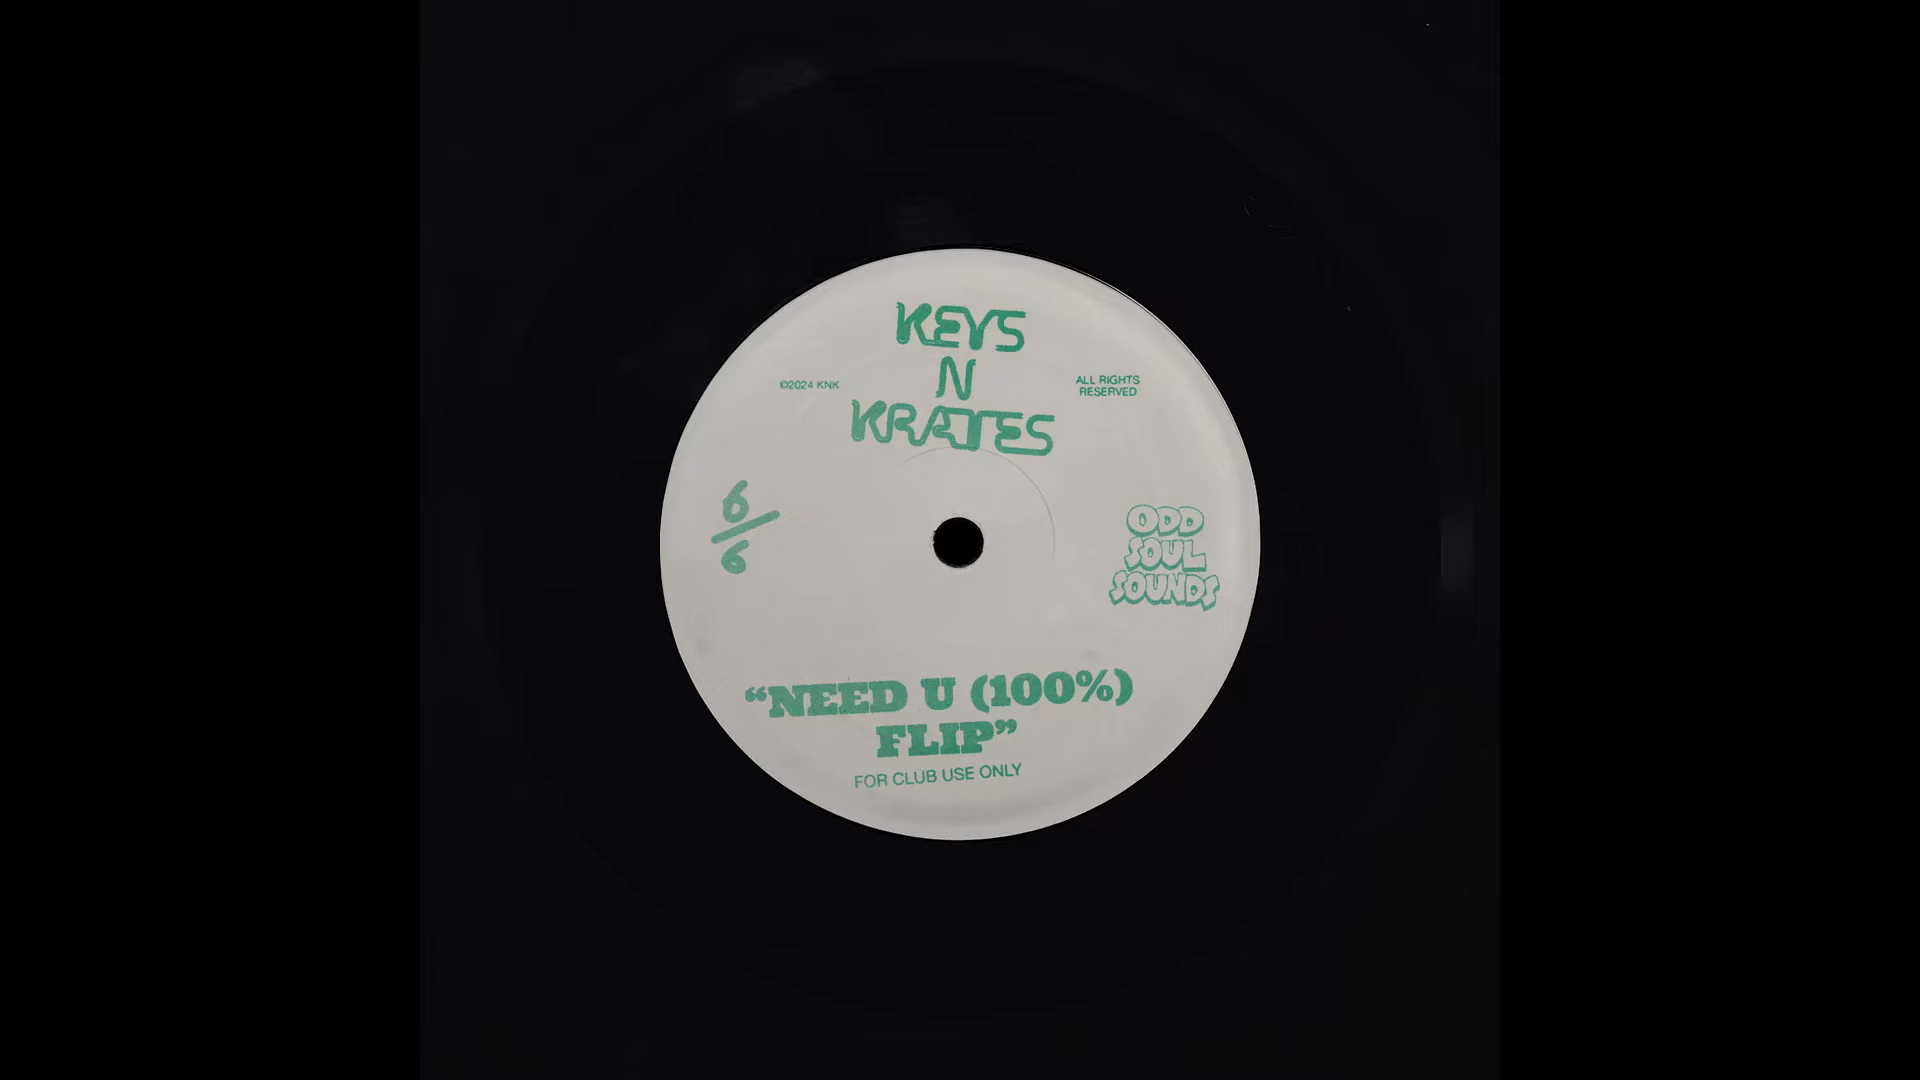 KEYS
N
KRATES
©2024 KNK
ALL RIGHTS
RESERVED
6/6
ODD
SOUL
SOUNDS
“NEED U (100%)
FLIP”
FOR CLUB USE ONLY